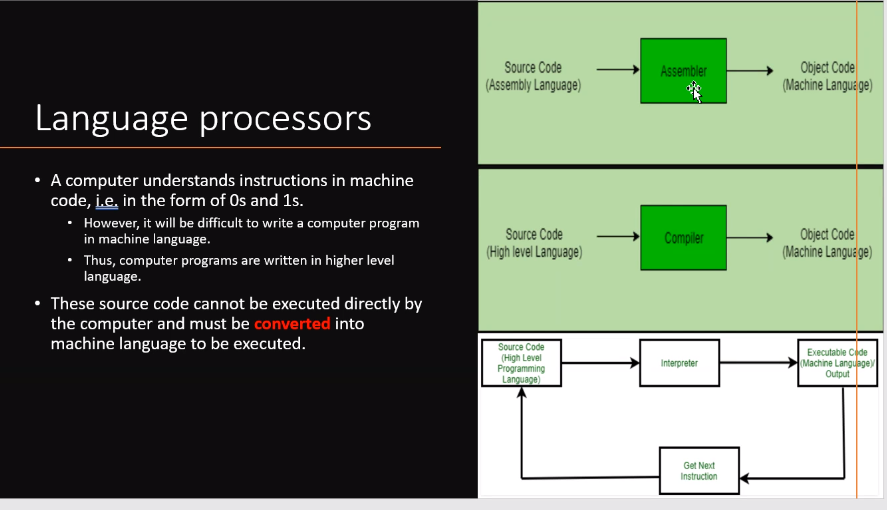 Language processors
• A computer understands instructions in machine
code, i.e. in the form of 0s and 1s.
• However, it will be difficult to write a computer program
in machine language.
• Thus, computer programs are written in higher level
language.
• These source code cannot be executed directly by
the computer and must be converted into
machine language to be executed.
Source Code
(Assembly Language)
Assembler
Object Code
(Machine Language)
Source Code
(High level Language)
Compiler
Object Code
(Machine Language)
Source Code
(High Level
Programming
Language)
Interpreter
Executable Code
(Machine Language)/
Output
Get Next
Instruction